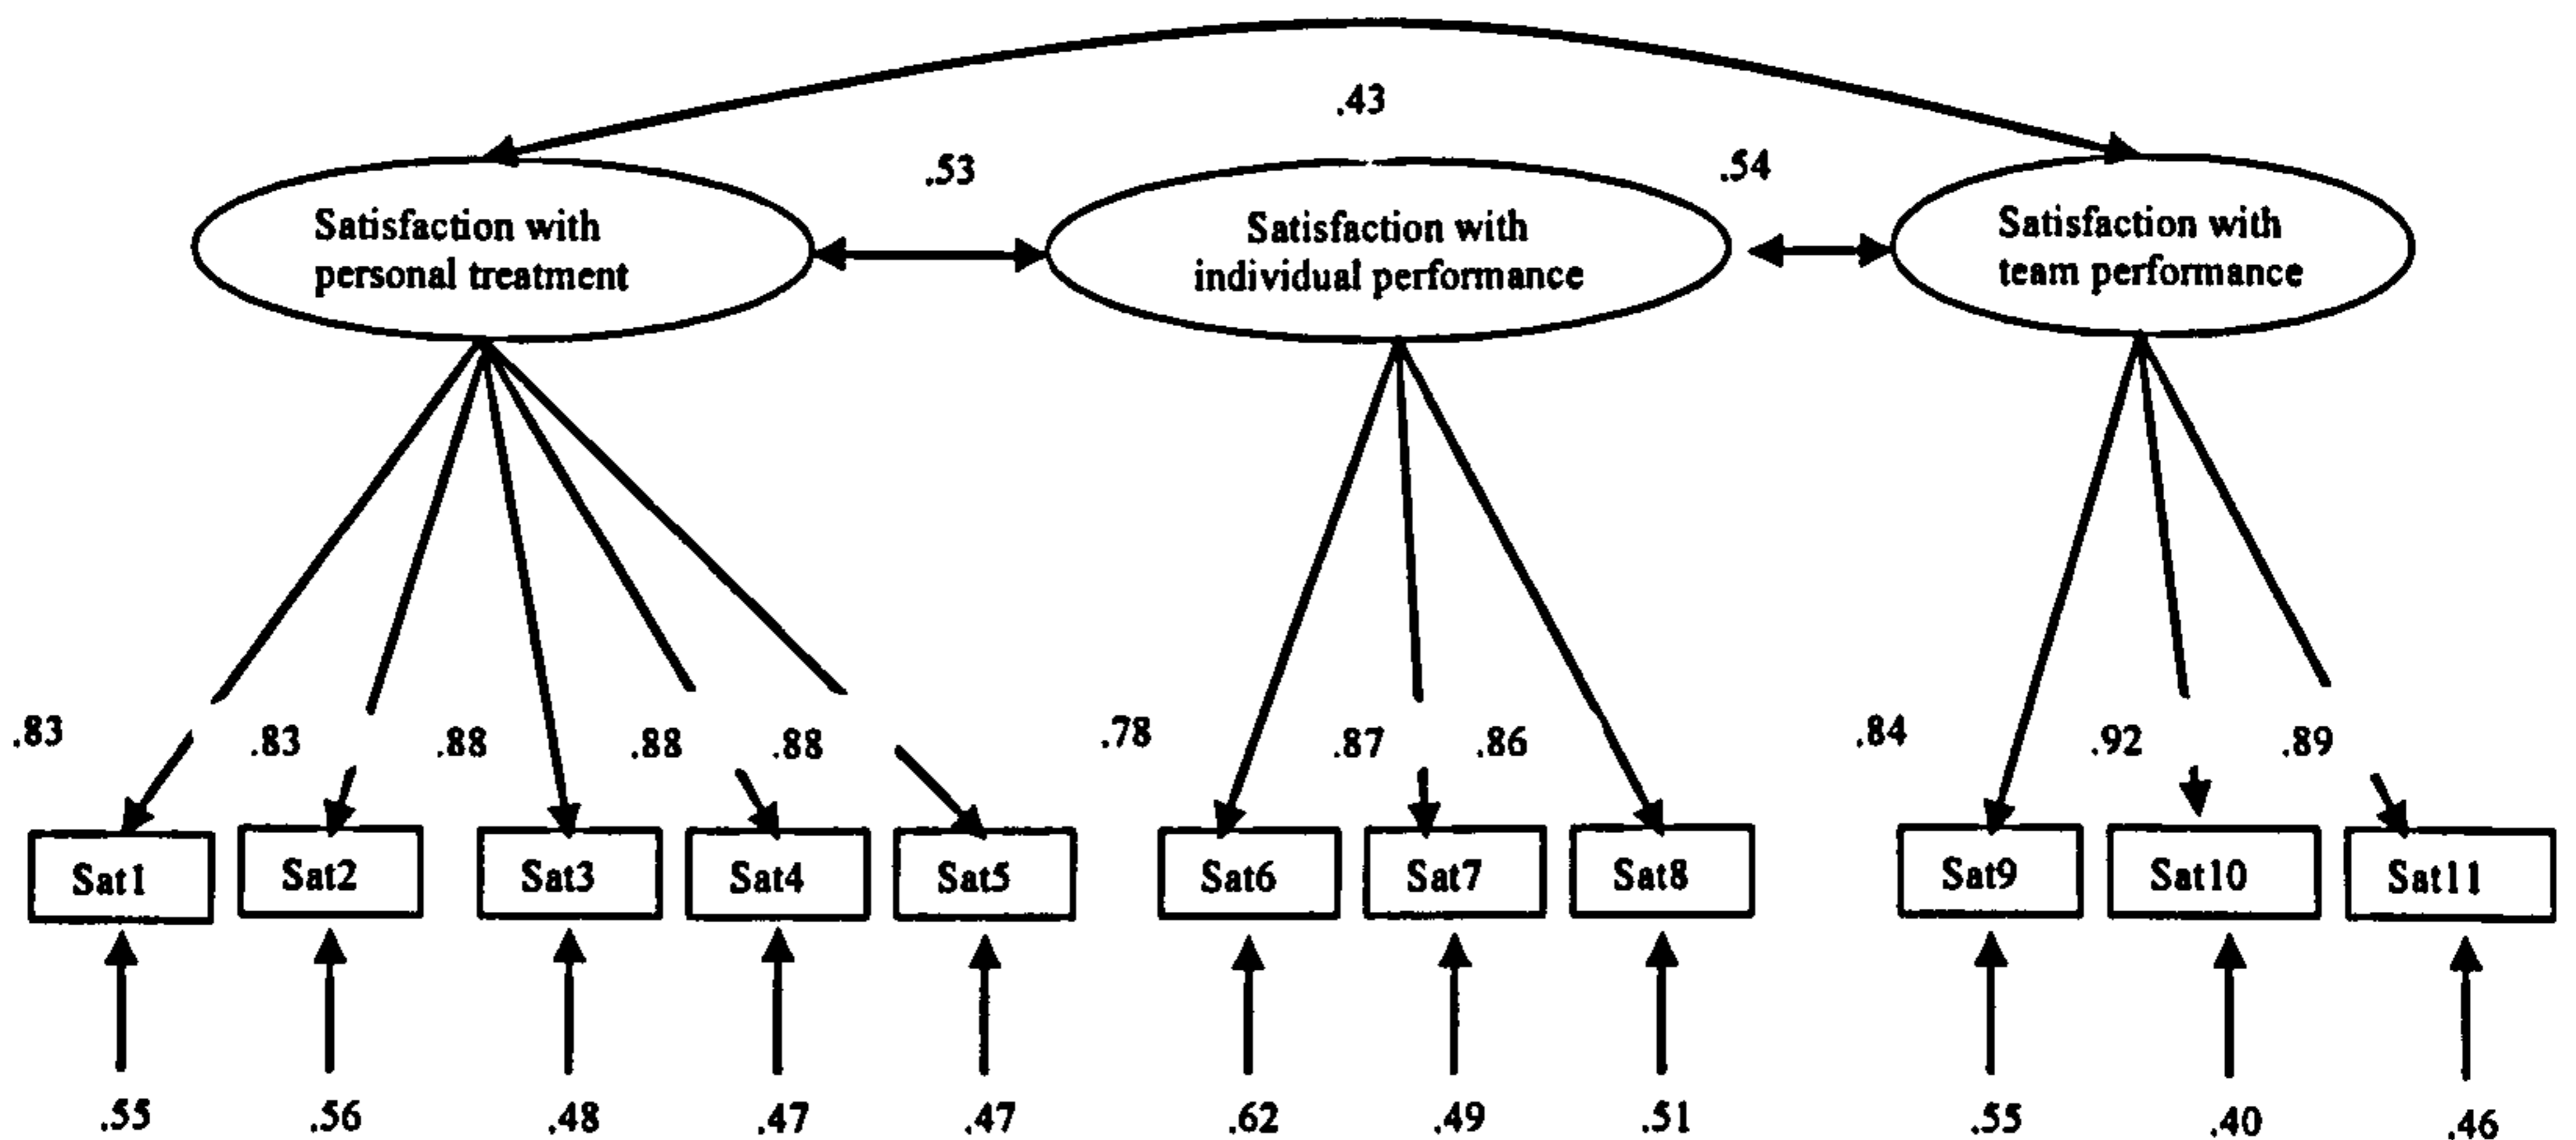 .43
.53
.54
Satisfaction with
personal treatment
Satisfaction with
individual performance
Satisfaction with
team performance
.83
.83
.88
.88
.88
.78
.87
.86
.84
.92
.89
Sat1
Sat2
Sat3
Sat4
Sat5
Sat6
Sat7
Sat8
Sat9
Sat10
Sat11
.55
.56
.48
.47
.47
.62
.49
.51
.55
.40
.46